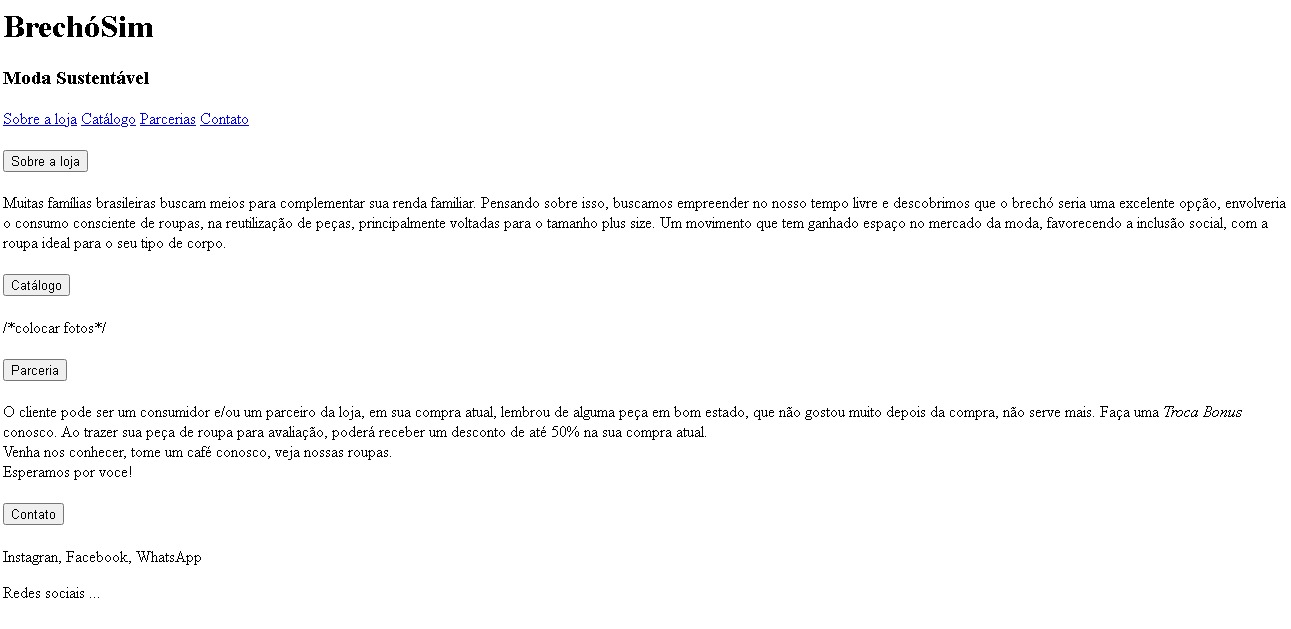 BrechóSim
Moda Sustentável
Sobre a loja Catálogo Parcerias Contato
Sobre a loja
Muitas famílias brasileiras buscam meios para complementar sua renda familiar. Pensando sobre isso, buscamos empreender no nosso tempo livre e descobrimos que o brechó seria uma excelente opção, envolveria
o consumo consciente de roupas, na reutilização de peças, principalmente voltadas para o tamanho plus size. Um movimento que tem ganhado espaço no mercado da moda, favorecendo a inclusão social, com a
roupa ideal para o seu tipo de corpo.
Catálogo
/*colocar fotos*/
Parceria
O cliente pode ser um consumidor e/ou um parceiro da loja, em sua compra atual, lembrou de alguma peça em bom estado, que não gostou muito depois da compra, não serve mais. Faça uma Troca Bonus
conosco. Ao trazer sua peça de roupa para avaliação, poderá receber um desconto de até 50% na sua compra atual.
Venha nos conhecer, tome um café conosco, veja nossas roupas.
Esperamos por voce!
Contato
Instagran, Facebook, WhatsApp
Redes sociais ...